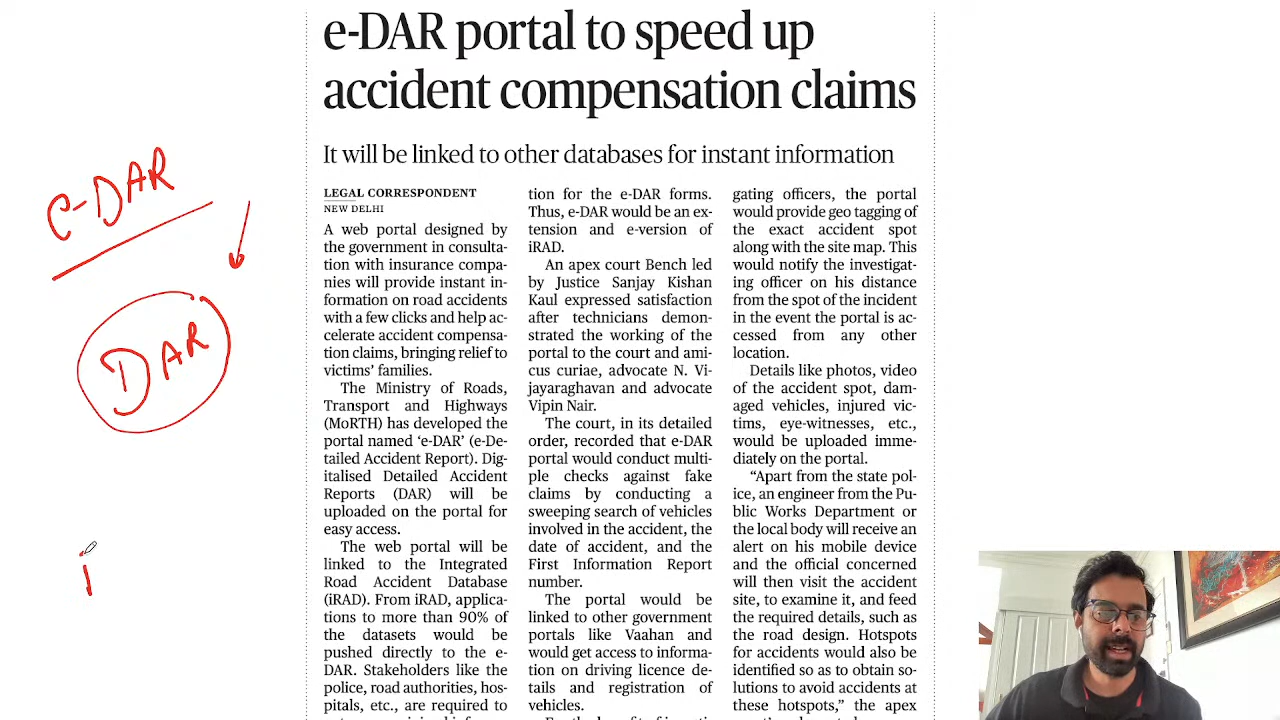 e-DAR portal to speed up
accident compensation claims
It will be linked to other databases for instant information
e-DAR
DAR
i
LEGAL CORRESPONDENT
NEW DELHI
A web portal designed by
the government in consulta-
tion with insurance compa-
nies will provide instant in-
formation on road accidents
with a few clicks and help ac-
celerate accident compensa-
tion claims, bringing relief to
victims' families.
The Ministry of Roads,
Transport and Highways
(MoRTH) has developed the
portal named 'e-DAR' (e-De-
tailed Accident Report). Dig-
italised Detailed Accident
Reports (DAR) will be
uploaded on the portal for
easy access.
The web portal will be
linked to the Integrated
Road Accident Database
(iRAD). From iRAD, applica-
tions to more than 90% of
the datasets would be
pushed directly to the e-
DAR. Stakeholders like the
police, road authorities, hos-
pitals, etc., are required to
tion for the e-DAR forms.
Thus, e-DAR would be an ex-
tension and e-version of
iRAD.
An apex court Bench led
by Justice Sanjay Kishan
Kaul expressed satisfaction
after technicians demon-
strated the working of the
portal to the court and ami-
cus curiae, advocate N. Vi-
jayaraghavan and advocate
Vipin Nair.
The court, in its detailed
order, recorded that e-DAR
portal would conduct multi-
ple checks against fake
claims by conducting a
sweeping search of vehicles
involved in the accident, the
date of accident, and the
First Information Report
number.
The portal would be
linked to other government
portals like Vaahan and
would get access to informa-
tion on driving licence de-
tails and registration of
vehicles.
gating officers, the portal
would provide geo tagging of
the exact accident spot
along with the site map. This
would notify the investigat-
ing officer on his distance
from the spot of the incident
in the event the portal is ac-
cessed from any other
location.
Details like photos, video
of the accident spot, dam-
aged vehicles, injured vic-
tims, eye-witnesses, etc.,
would be uploaded imme-
diately on the portal.
"Apart from the state pol-
ice, an engineer from the Pu-
blic Works Department or
the local body will receive an
alert on his mobile device
and the official concerned
will then visit the accident
site, to examine it, and feed
the required details, such as
the road design. Hotspots
for accidents would also be
identified so as to obtain so-
lutions to avoid accidents at
these hotspots," the apex